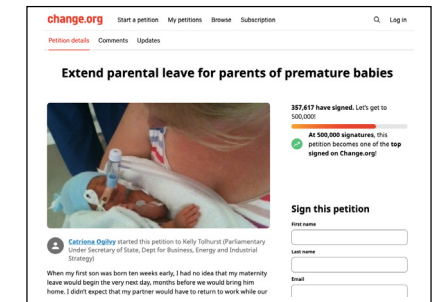 change.org
Start a petition My petitions Browse Subscription Log in
Petition details Comments Updates
Extend parental leave for parents of premature babies
357,617 have signed. Let's get to
500,000!
At 500,000 signatures, this
petition becomes one of the top
signed on Change.org!
Sign this petition
First name
Last name
Email
Catriona Ogilvy started this petition to Kelly Tolhurst (Parliamentary
Under Secretary of State, Dept for Business, Energy and Industrial
Strategy)
When my first son was born ten weeks early, I had no idea that my maternity
leave would begin the very next day, months before we would bring him
home. I didn't expect that my partner would have to return to work while our